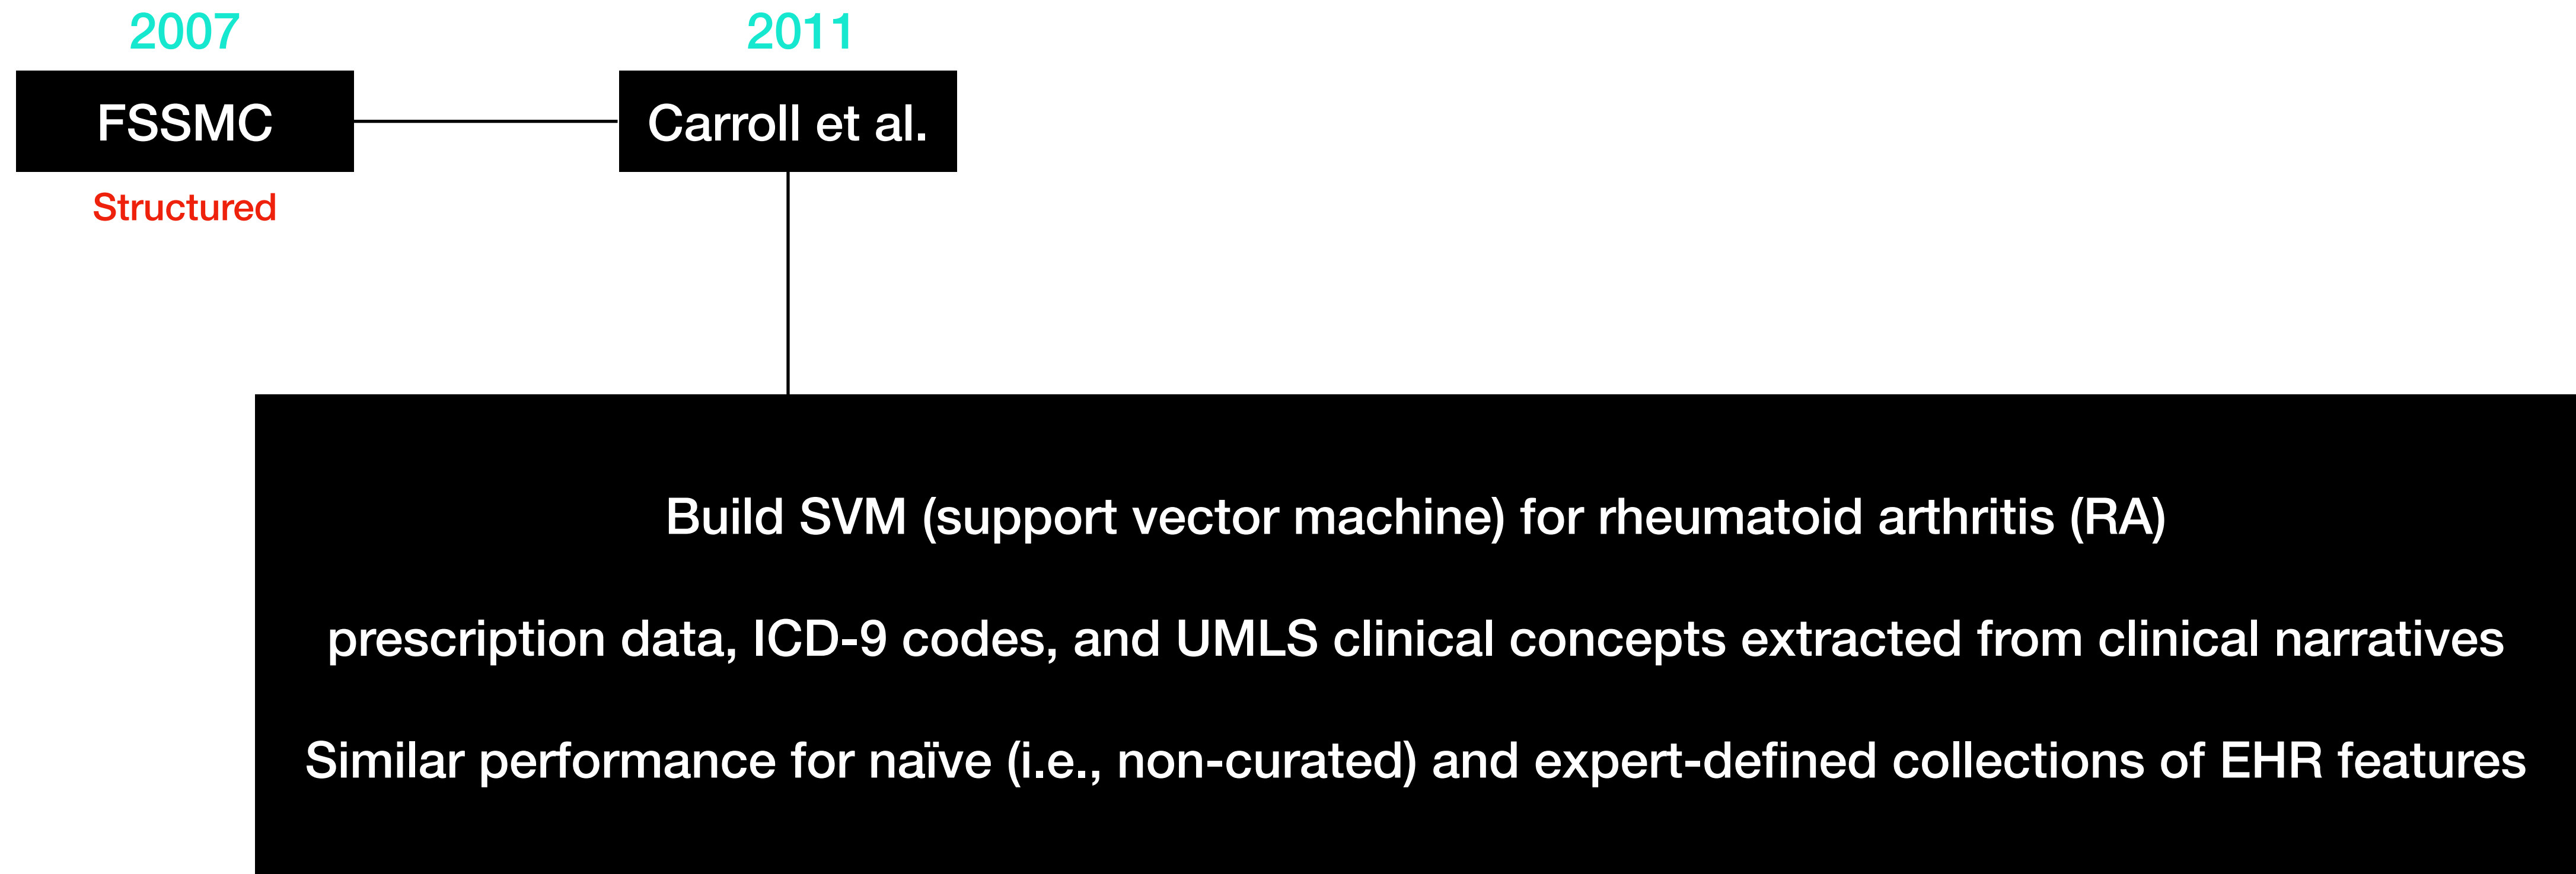 2007
2011
FSSMC
Carroll et al.
Structured
Build SVM (support vector machine) for rheumatoid arthritis (RA)
prescription data, ICD-9 codes, and UMLS clinical concepts extracted from clinical narratives
Similar performance for naïve (i.e., non-curated) and expert-defined collections of EHR features